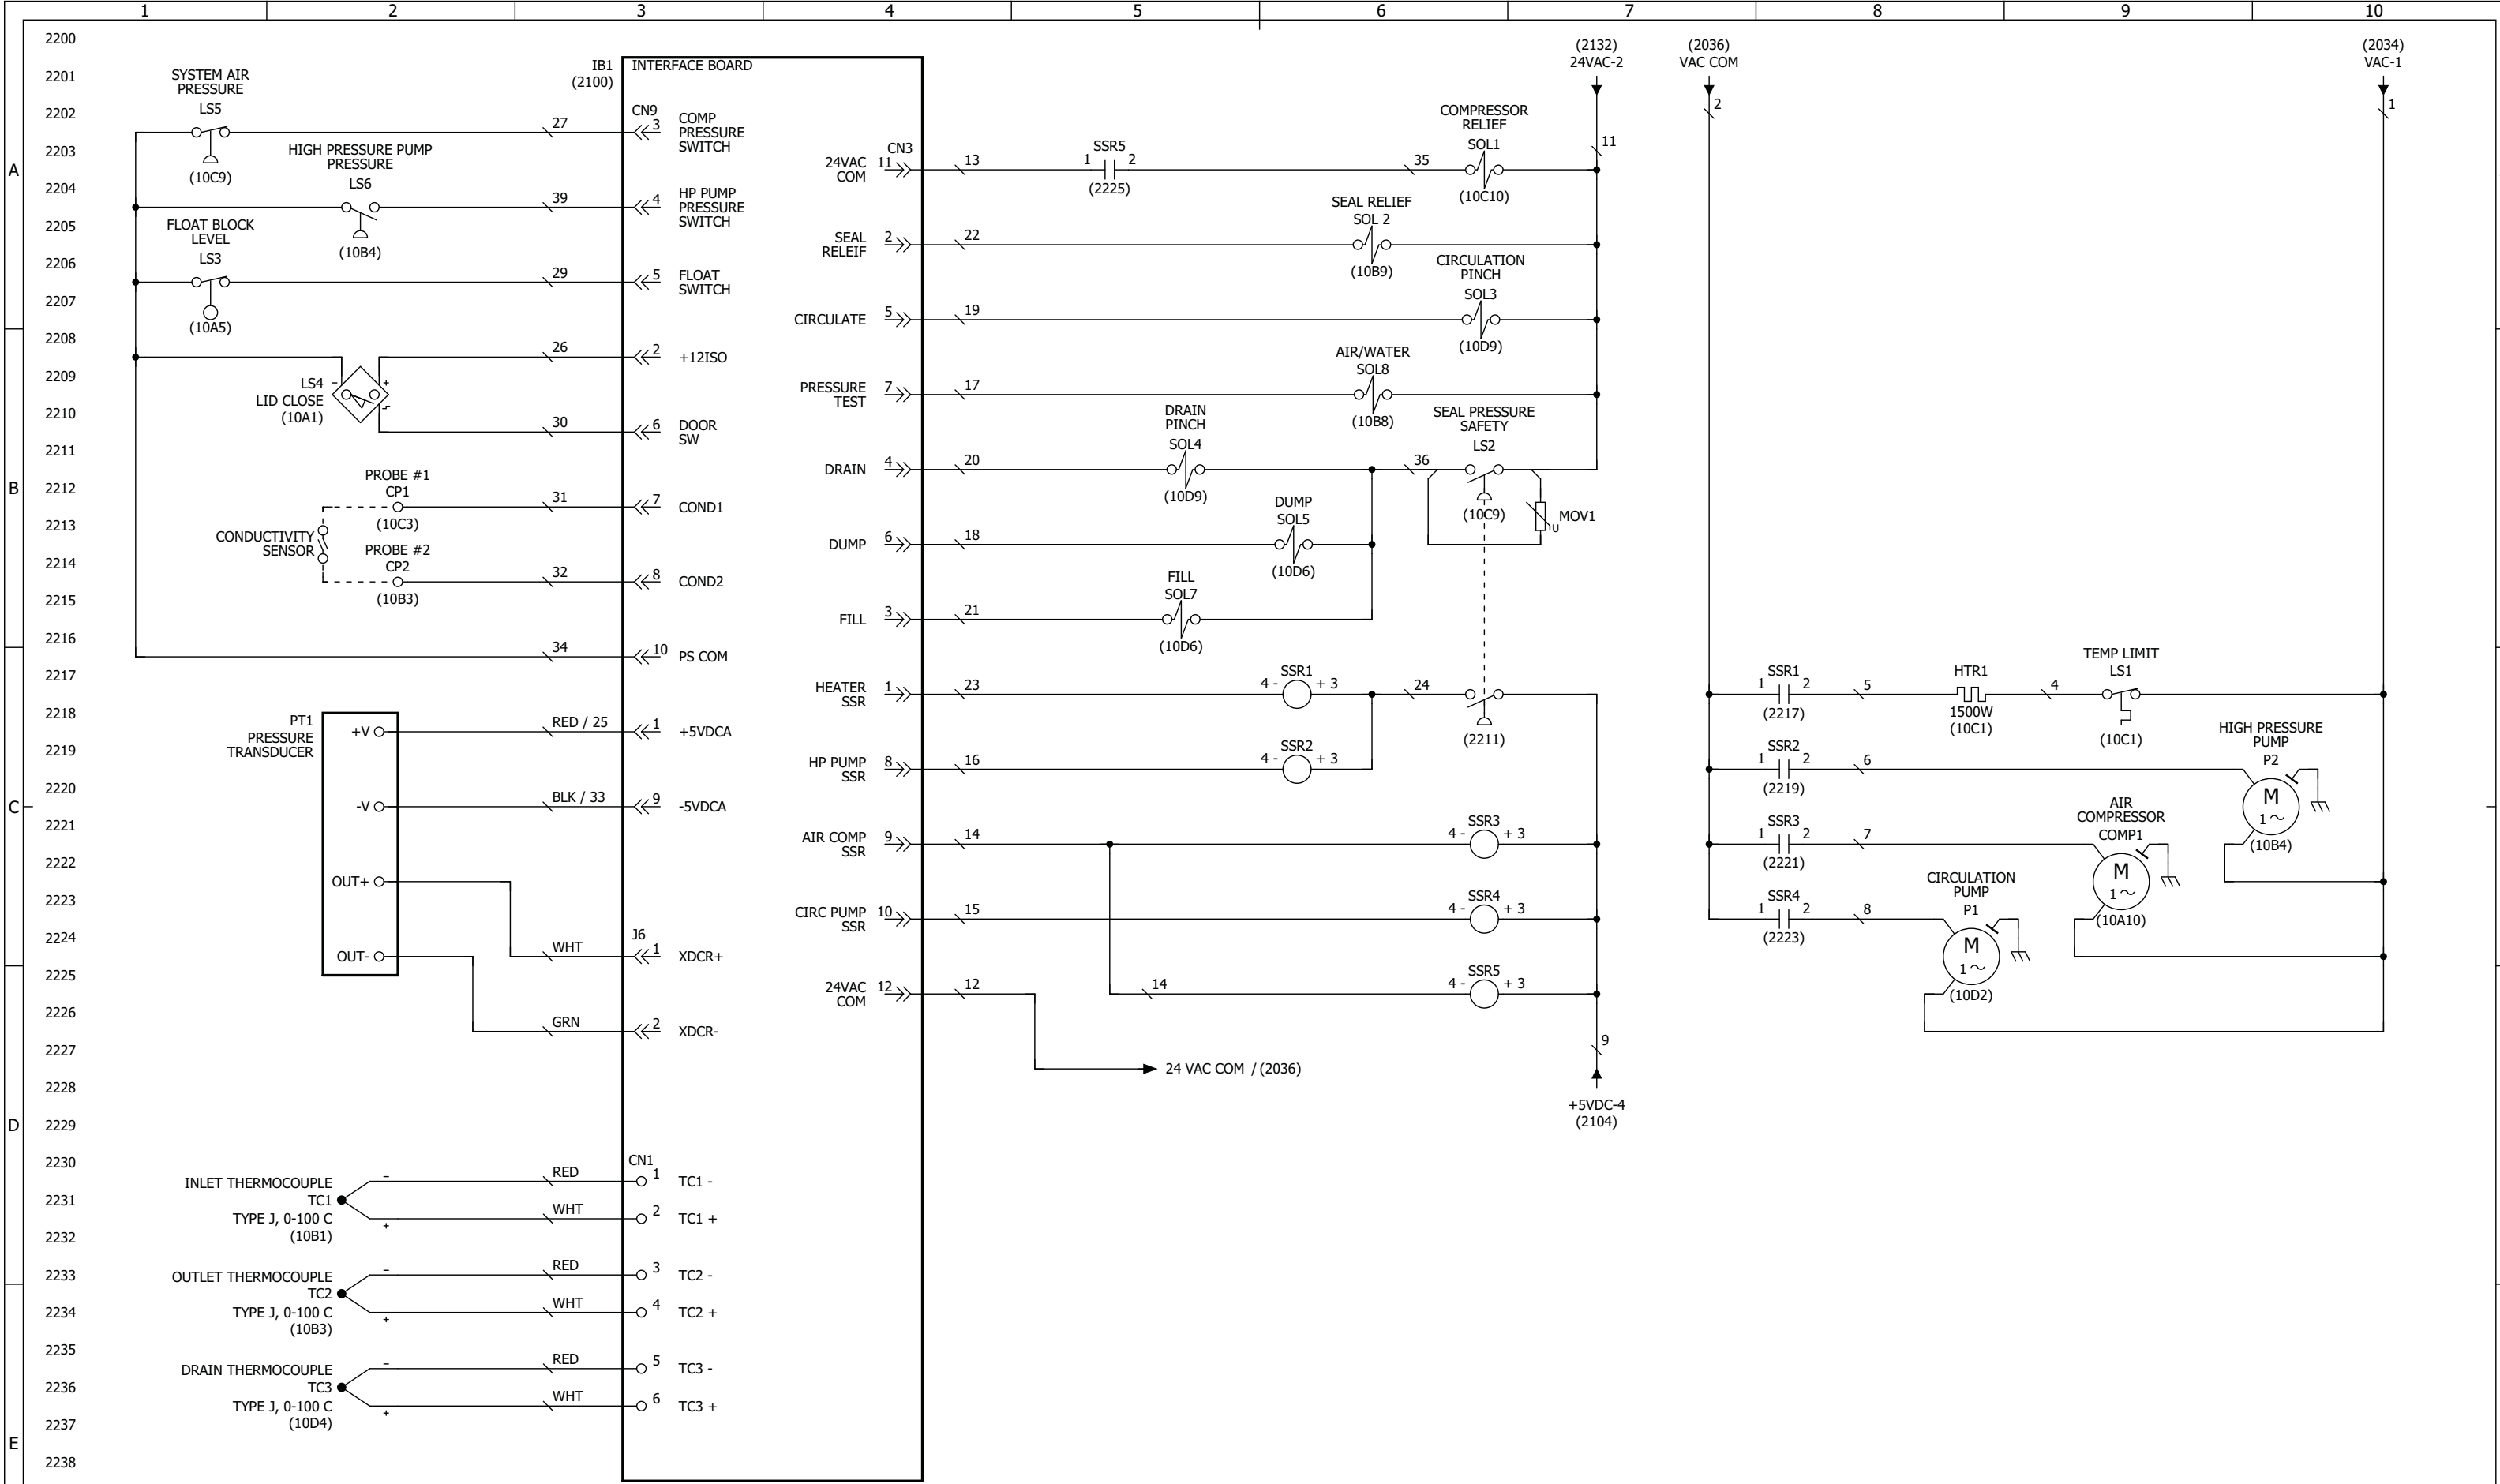 1 2 3 4 5 6 7 8 9 10
A
B
C
D
E
2200
2201
2202
2203
2204
2205
2206
2207
2208
2209
2210
2211
2212
2213
2214
2215
2216
2217
2218
2219
2220
2221
2222
2223
2224
2225
2226
2227
2228
2229
2230
2231
2232
2233
2234
2235
2236
2237
2238
SYSTEM AIR
PRESSURE
LS5
(10C9)
HIGH PRESSURE PUMP
PRESSURE
LS6
(10B4)
FLOAT BLOCK
LEVEL
LS3
(10A5)
LS4
LID CLOSE
(10A1)
-
+
PROBE #1
CP1
(10C3)
CONDUCTIVITY
SENSOR
PROBE #2
CP2
(10B3)
PT1
PRESSURE
TRANSDUCER
+V
-V
OUT+
OUT-
INLET THERMOCOUPLE
TC1
TYPE J, 0-100 C
(10B1)
-
+
OUTLET THERMOCOUPLE
TC2
TYPE J, 0-100 C
(10B3)
-
+
DRAIN THERMOCOUPLE
TC3
TYPE J, 0-100 C
(10D4)
-
+
27
39
29
26
30
31
32
34
RED / 25
BLK / 33
WHT
GRN
RED
WHT
RED
WHT
RED
WHT
IB1
(2100)
INTERFACE BOARD
CN9
3 COMP
PRESSURE
SWITCH
4 HP PUMP
PRESSURE
SWITCH
5 FLOAT
SWITCH
2 +12ISO
6 DOOR
SW
7 COND1
8 COND2
10 PS COM
1 +5VDCA
9 -5VDCA
J6
1 XDCR+
2 XDCR-
CN1
1 TC1 -
2 TC1 +
3 TC2 -
4 TC2 +
5 TC3 -
6 TC3 +
CN3
24VAC 11
COM
SEAL 2
RELEIF
CIRCULATE 5
PRESSURE 7
TEST
DRAIN 4
DUMP 6
FILL 3
HEATER 1
SSR
HP PUMP 8
SSR
AIR COMP 9
SSR
CIRC PUMP 10
SSR
24VAC 12
COM
13
22
19
17
20
18
21
23
16
14
15
12
SSR5
1 2
(2225)
35
COMPRESSOR
RELIEF
SOL1
(10C10)
SEAL RELIEF
SOL 2
(10B9)
CIRCULATION
PINCH
SOL3
(10D9)
AIR/WATER
SOL8
(10B8)
DRAIN
PINCH
SOL4
(10D9)
36
SEAL PRESSURE
SAFETY
LS2
(10C9)
MOV1
U
DUMP
SOL5
(10D6)
FILL
SOL7
(10D6)
SSR1
4 - + 3
24
(2211)
SSR2
4 - + 3
SSR3
4 - + 3
SSR4
4 - + 3
14
SSR5
4 - + 3
24 VAC COM / (2036)
9
+5VDC-4
(2104)
(2132)
24VAC-2
11
(2036)
VAC COM
2
(2034)
VAC-1
1
SSR1
1 2
(2217)
5
HTR1
1500W
(10C1)
4
TEMP LIMIT
LS1
(10C1)
SSR2
1 2
(2219)
6
HIGH PRESSURE
PUMP
P2
M
1～
(10B4)
SSR3
1 2
(2221)
7
AIR
COMPRESSOR
COMP1
M
1～
(10A10)
SSR4
1 2
(2223)
8
CIRCULATION
PUMP
P1
M
1～
(10D2)